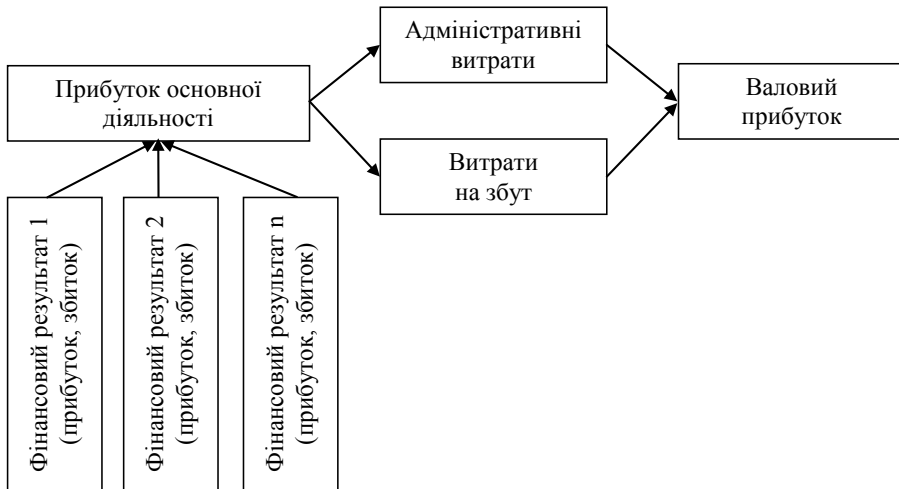 Адміністративні
витрати
Прибуток основної
діяльності
Валовий
прибуток
Витрати
на збут
Фінансовий результат 1
(прибуток, збиток)
Фінансовий результат 2
(прибуток, збиток)
Фінансовий результат n
(прибуток, збиток)